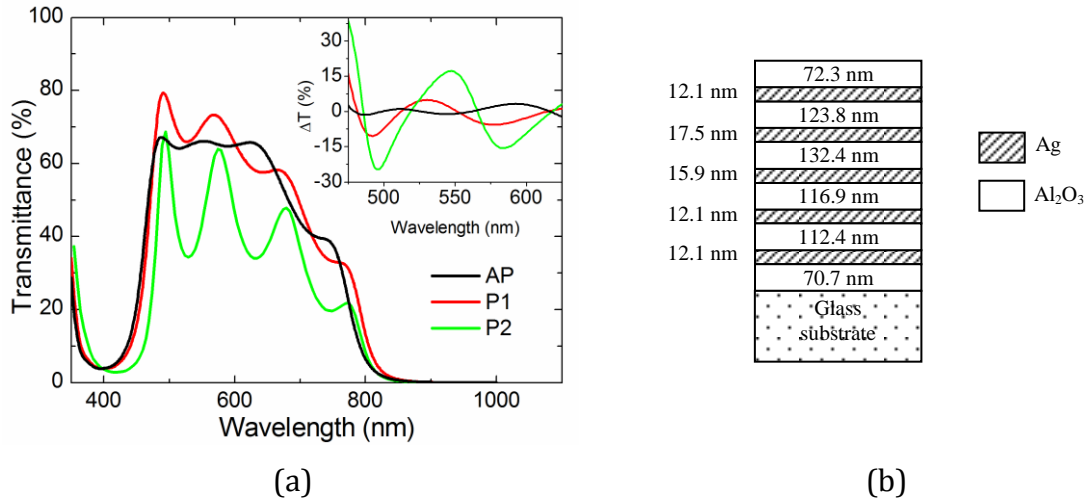 100
80
60
40
20
0
Transmittance (%)
400
600
800
1000
Wavelength (nm)
AP
P1
P2
30
15
0
-15
-30
ΔT (%)
500
550
600
Wavelength (nm)
(a)
72.3 nm
12.1 nm
123.8 nm
17.5 nm
132.4 nm
15.9 nm
116.9 nm
12.1 nm
112.4 nm
12.1 nm
70.7 nm
Glass
substrate
Ag
Al₂O₃
(b)